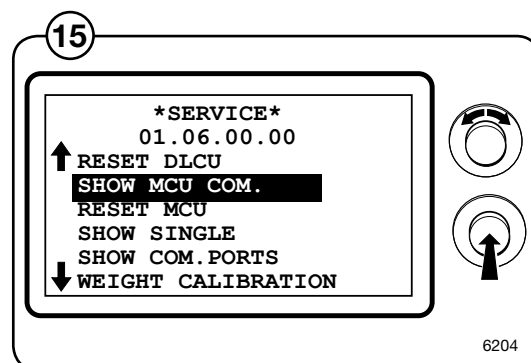 15
*SERVICE*
01.06.00.00
RESET DLCU
SHOW MCU COM.
RESET MCU
SHOW SINGLE
SHOW COM.PORTS
WEIGHT CALIBRATION
6204